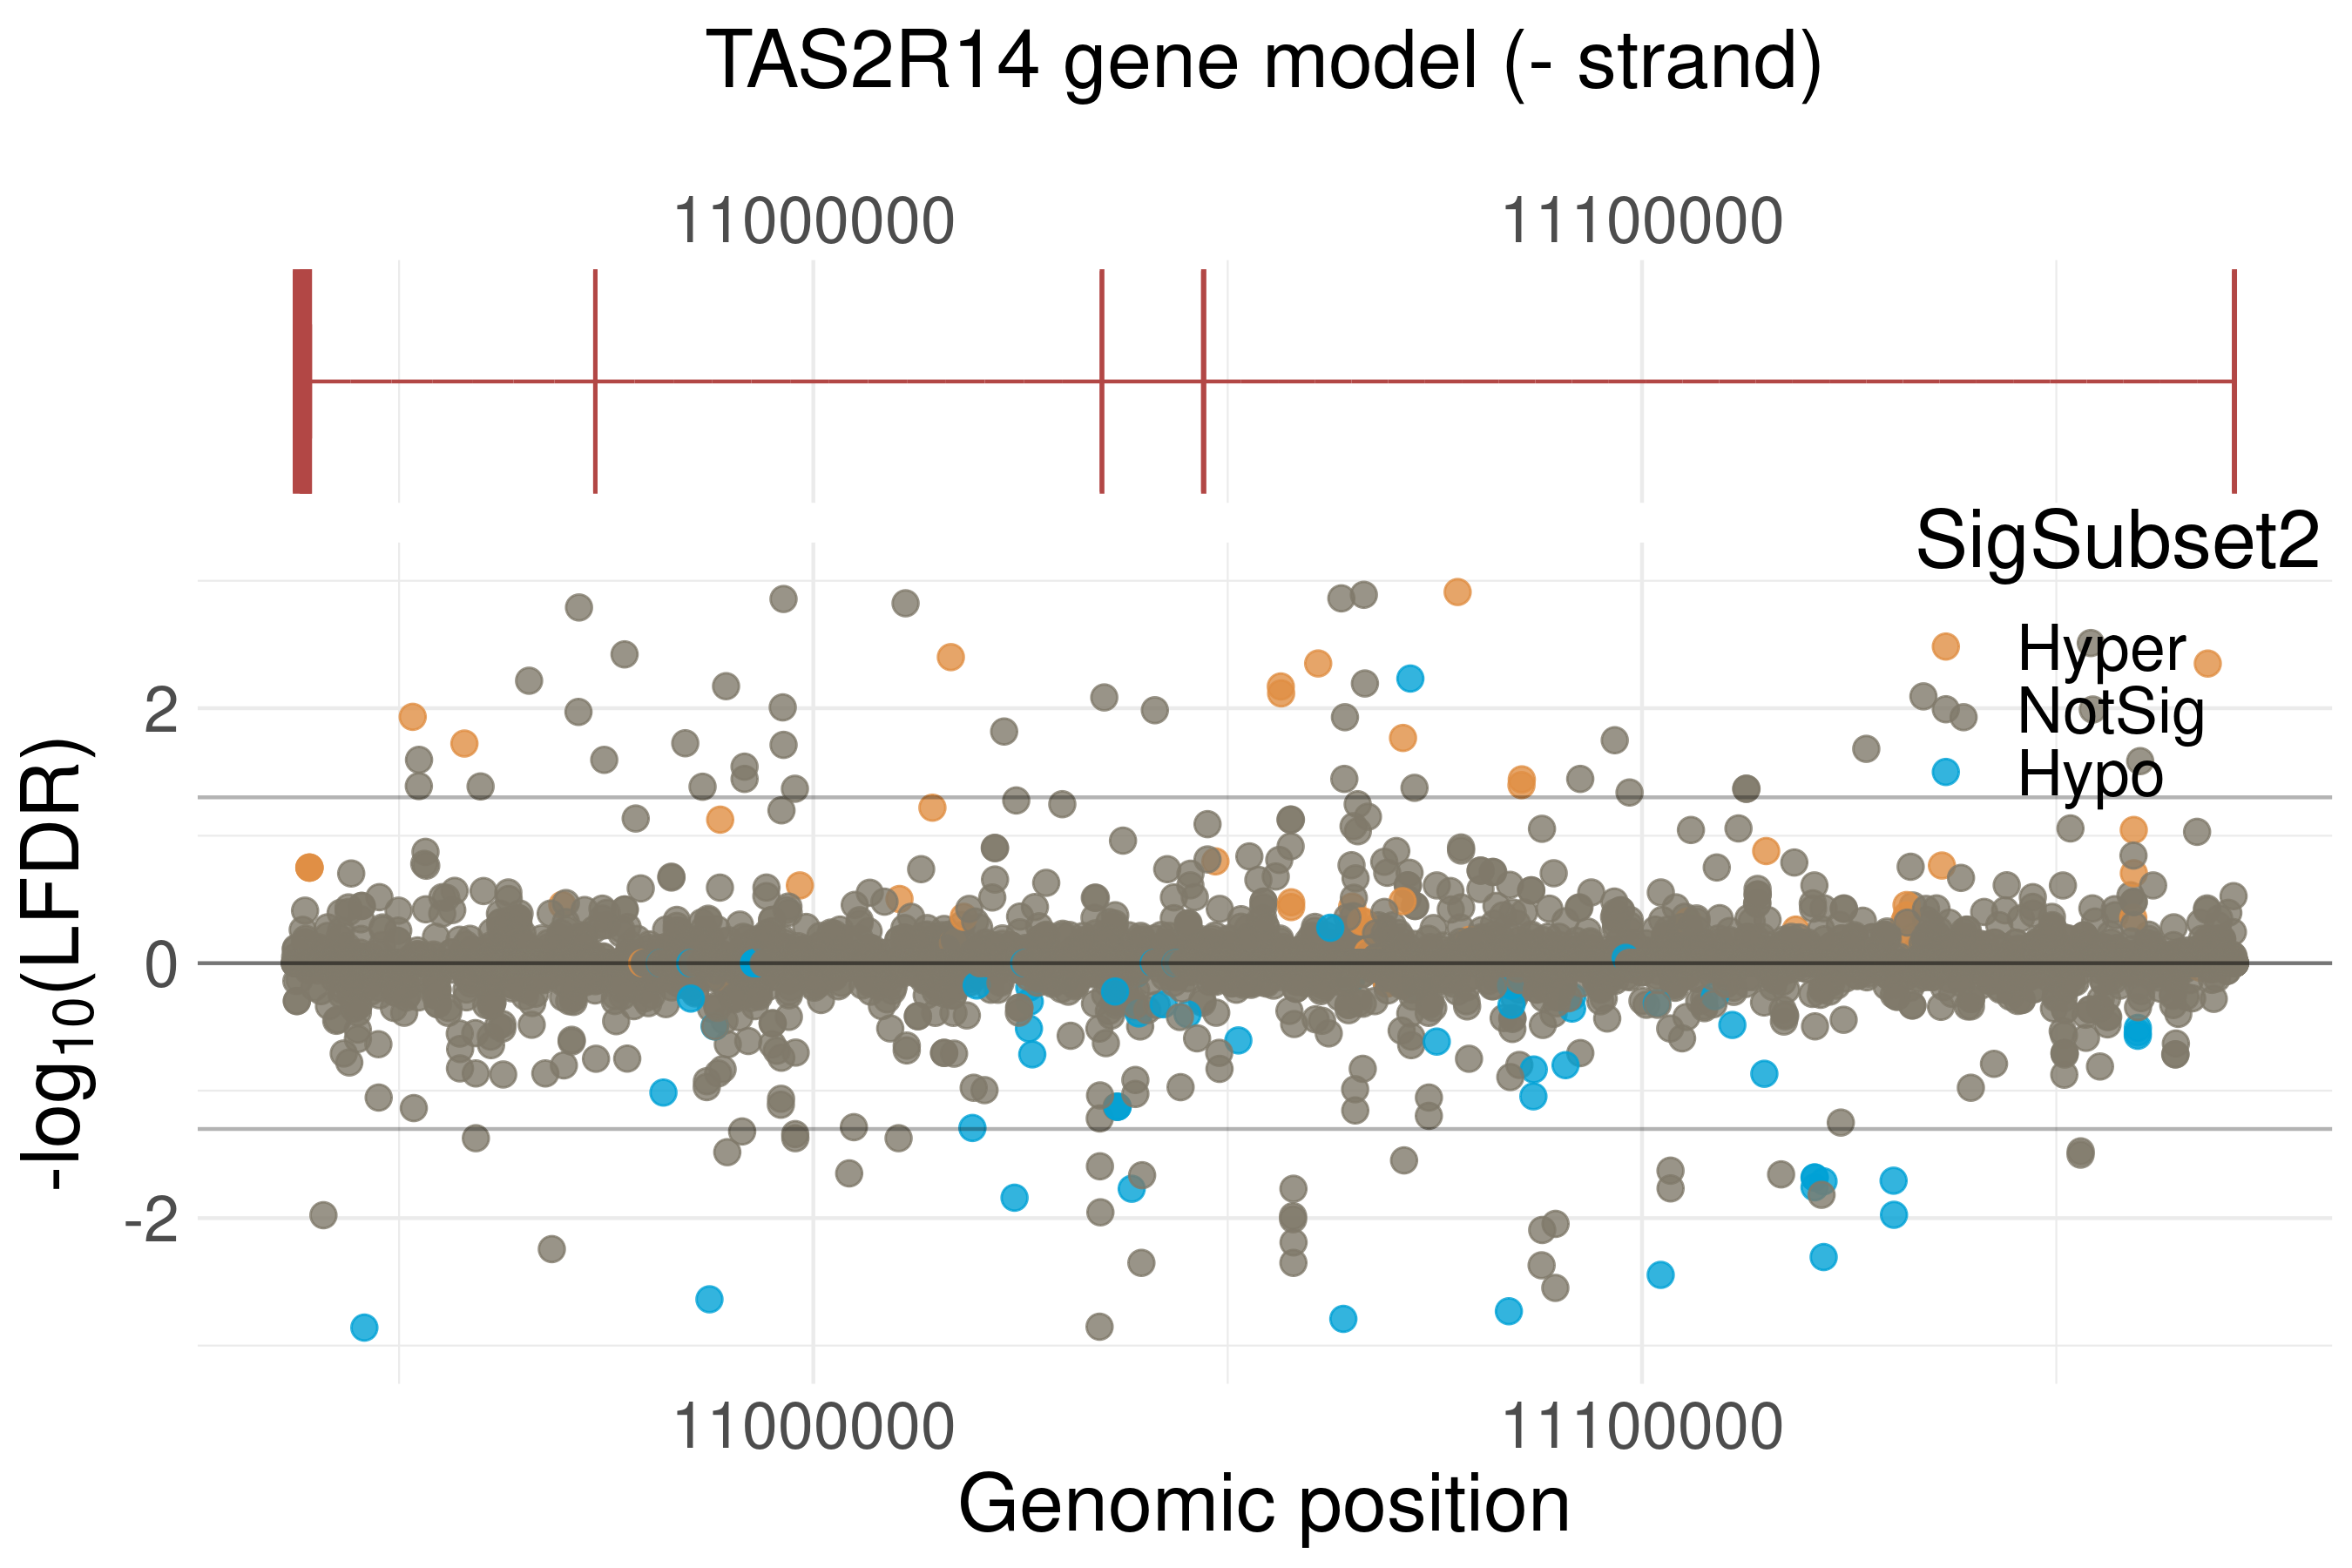 TAS2R14 gene model (- strand)
11000000 11100000
SigSubset2
Hyper
NotSig
Hypo
2
0
-2
-log10(LFDR)
11000000 11100000
Genomic position